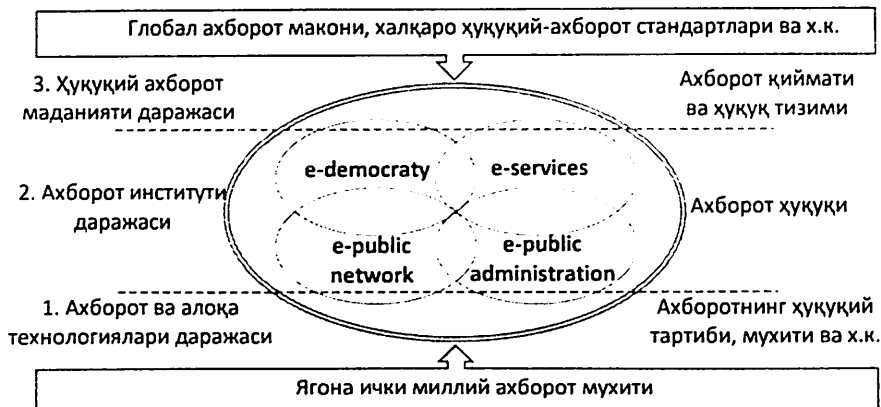 Глобал ахборот макони, халқаро ҳуқуқий-ахборот стандартлари ва х.к.
3. Ҳуқуқий ахборот
маданияти даражаси
Ахборот қиймати
ва ҳуқуқ тизими
e-democraty
e-services
2. Ахборот институти
даражаси
Ахборот ҳуқуқи
e-public
network
e-public
administration
1. Ахборот ва алоқа
технологиялари даражаси
Ахборотнинг ҳуқуқий
тартиби, мухити ва х.к.
Ягона ички миллий ахборот мухити